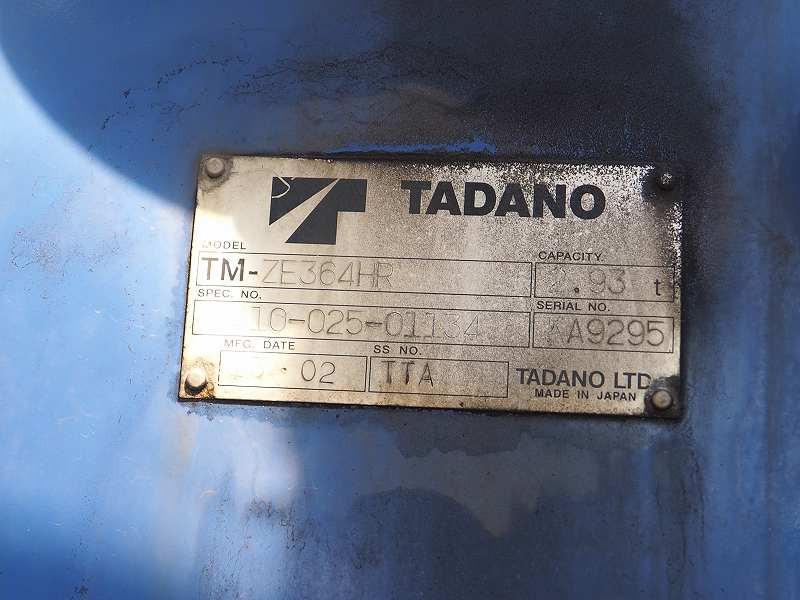 TADANO
MODEL
TM-ZE364HR
CAPACITY
.93 t
SPEC. NO.
10-025-01134
SERIAL NO.
A9295
MFG. DATE
02
SS NO.
TTA
TADANO LTD.
MADE IN JAPAN